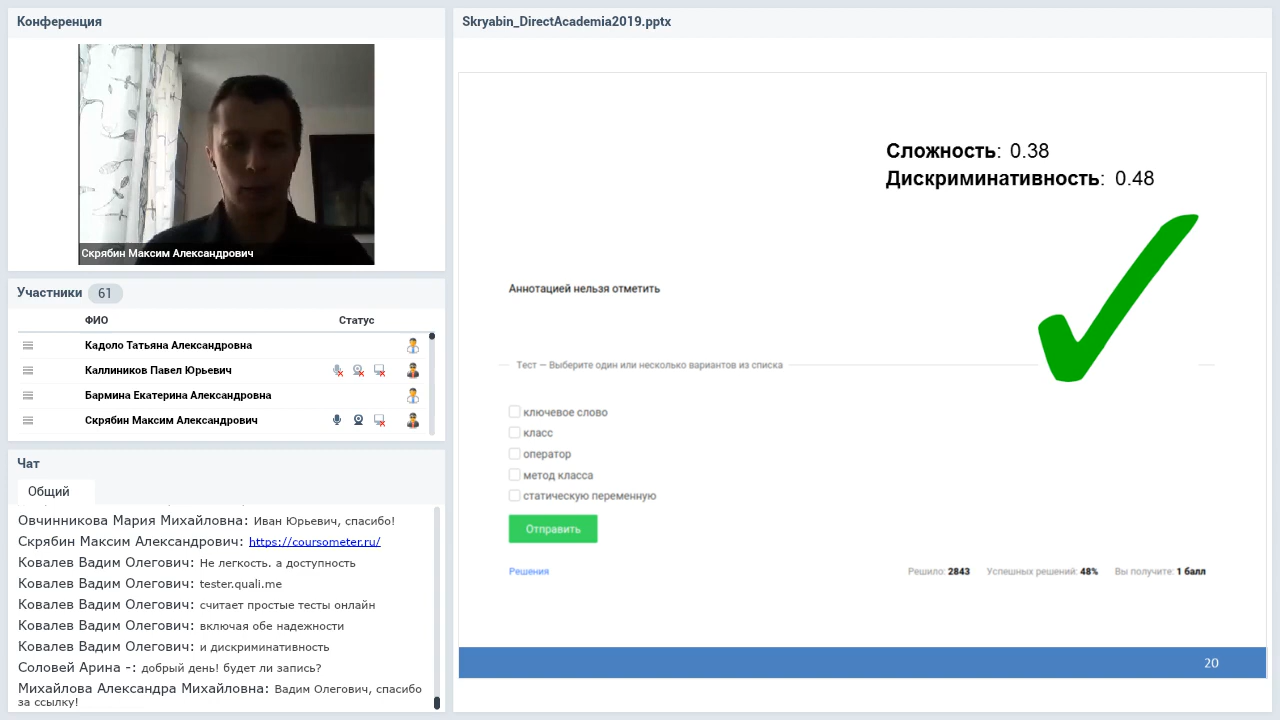 Конференция
Скрябин Максим Александрович
Участники 61
ФИО Статус
Кадоло Татьяна Александровна
Каллиников Павел Юрьевич
Бармина Екатерина Александровна
Скрябин Максим Александрович
Чат
Общий
Овчинникова Мария Михайловна: Иван Юрьевич, спасибо!
Скрябин Максим Александрович: https://coursometer.ru/
Ковалев Вадим Олегович: Не легкость. а доступность
Ковалев Вадим Олегович: tester.quali.me
Ковалев Вадим Олегович: считает простые тесты онлайн
Ковалев Вадим Олегович: включая обе надежности
Ковалев Вадим Олегович: и дискриминативность
Соловей Арина -: добрый день! будет ли запись?
Михайлова Александра Михайловна: Вадим Олегович, спасибо
за ссылку!
Skryabin_DirectAcademia2019.pptx
Сложность: 0.38
Дискриминативность: 0.48
Аннотацией нельзя отметить
Тест — Выберите один или несколько вариантов из списка
ключевое слово
класс
оператор
метод класса
статическую переменную
Отправить
Решения Решило: 2843 Успешных решений: 48% Вы получите: 1 балл
20